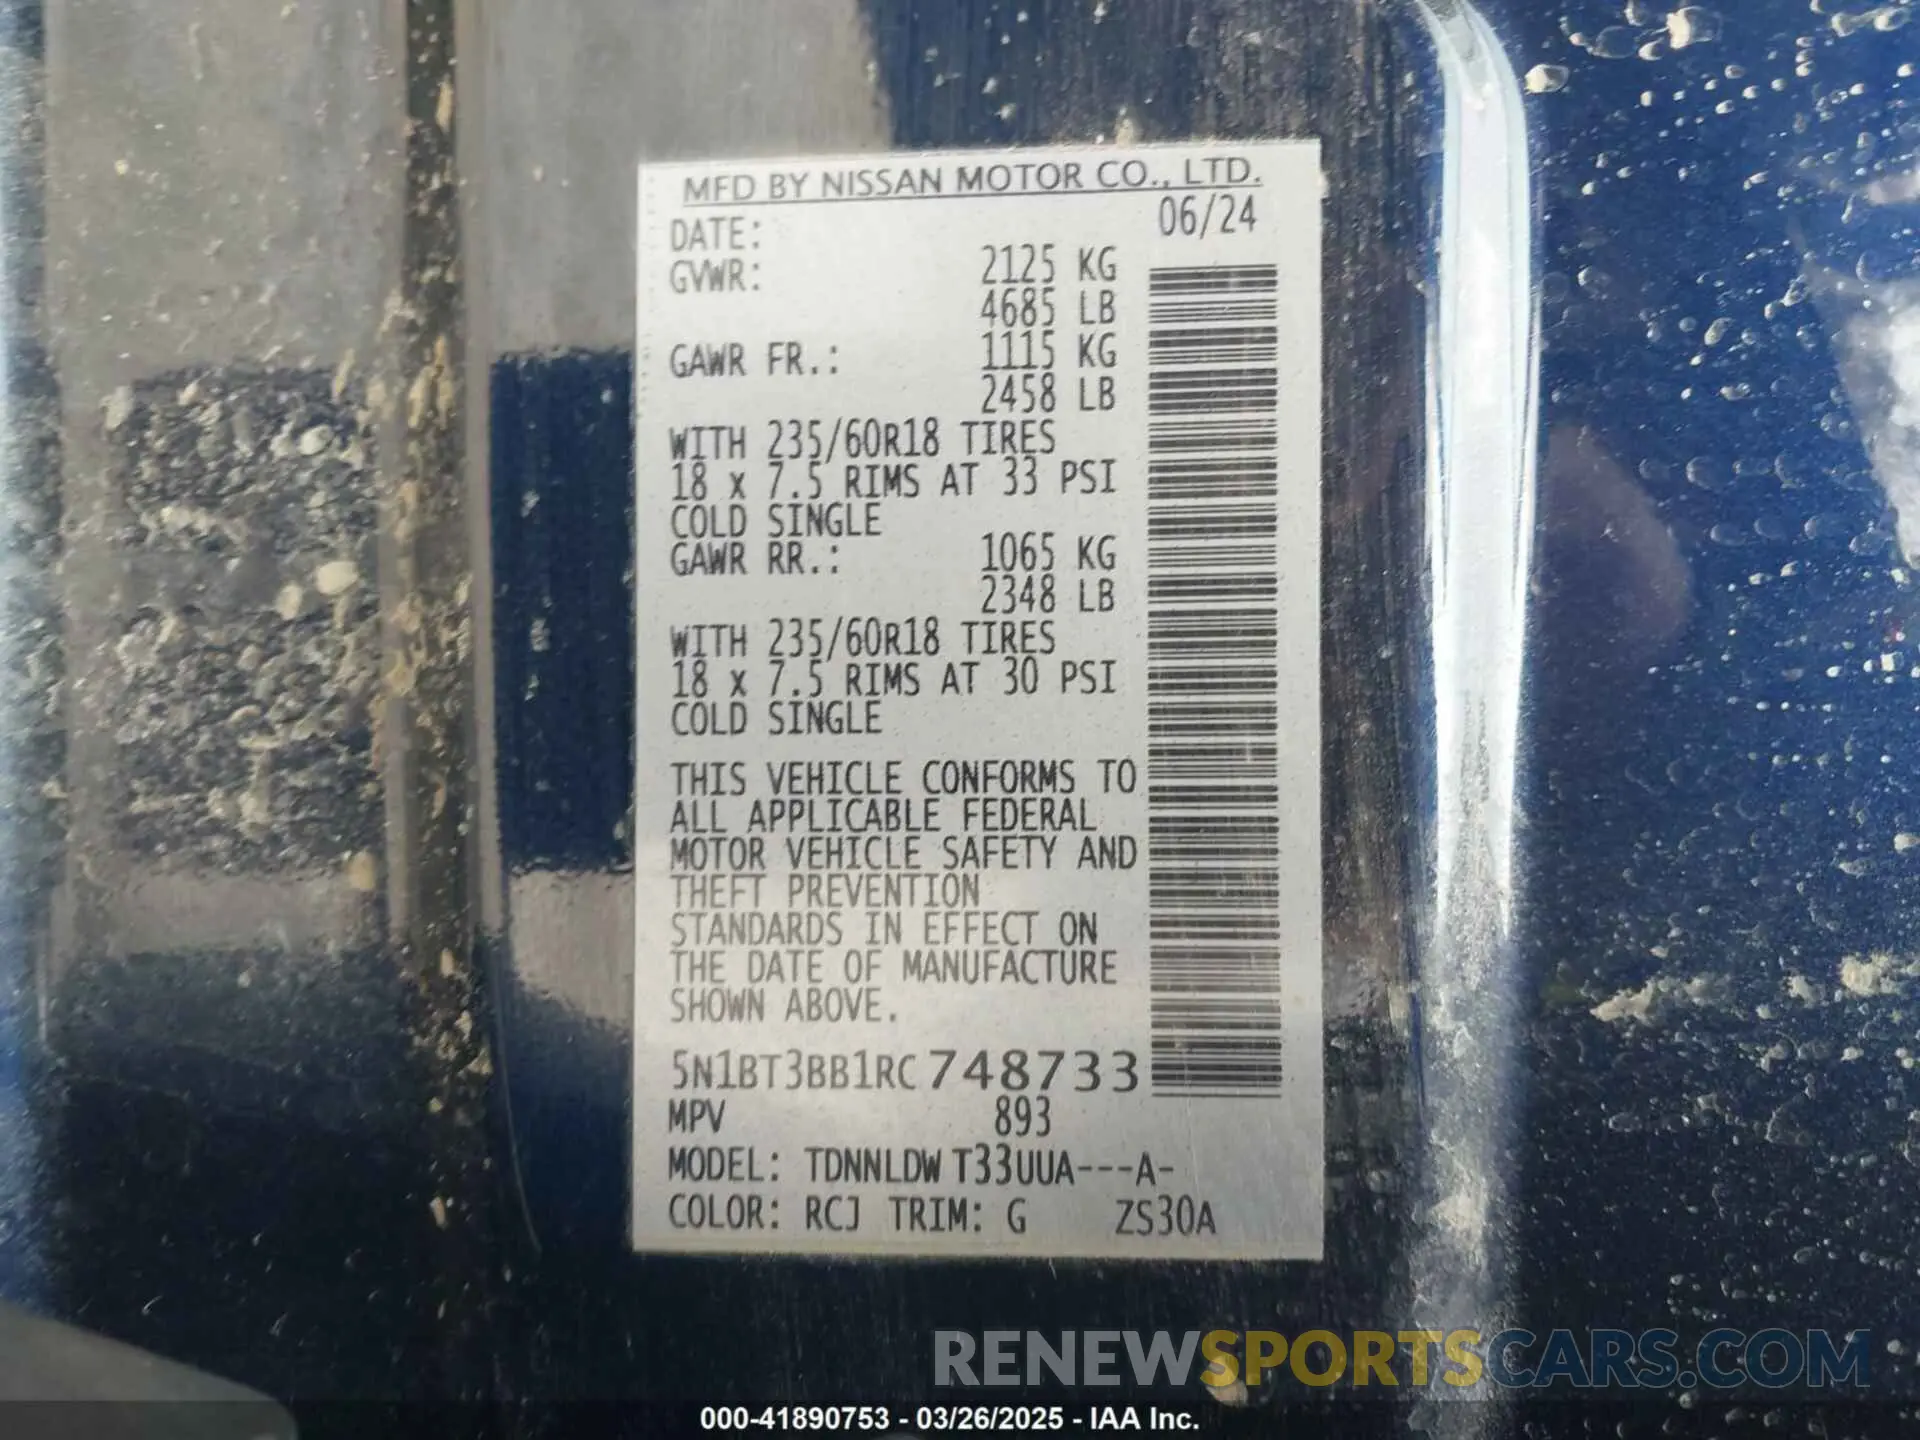 MFD BY NISSAN MOTOR CO., LTD.
DATE: 06/24
GVWR: 2125 KG
4685 LB
GAWR FR.: 1115 KG
2458 LB
WITH 235/60R18 TIRES
18 x 7.5 RIMS AT 33 PSI
COLD SINGLE
GAWR RR.: 1065 KG
2348 LB
WITH 235/60R18 TIRES
18 x 7.5 RIMS AT 30 PSI
COLD SINGLE
THIS VEHICLE CONFORMS TO
ALL APPLICABLE FEDERAL
MOTOR VEHICLE SAFETY AND
THEFT PREVENTION
STANDARDS IN EFFECT ON
THE DATE OF MANUFACTURE
SHOWN ABOVE.
5N1BT3BB1RC748733
MPV 893
MODEL: TDNNLDW T33UUA---A-
COLOR: RCJ TRIM: G ZS30A
RENEWSPORTSCARS.COM
000-41890753 - 03/26/2025 - IAA Inc.